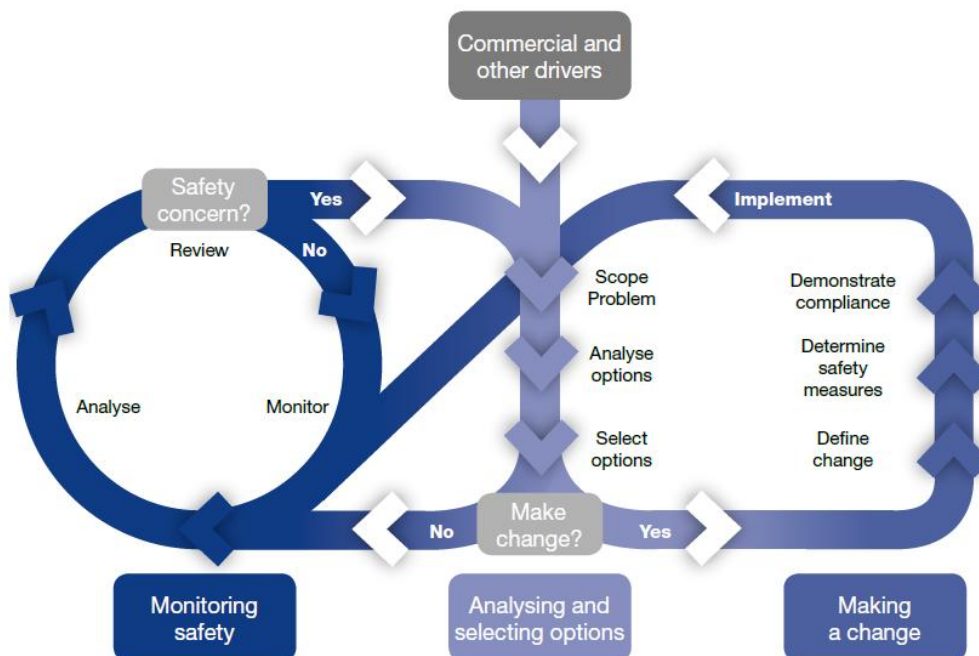 Commercial and
other drivers
Safety
concern?
Yes
Implement
Review
No
Scope
Problem
Demonstrate
compliance
Analyse
options
Determine
safety
measures
Analyse
Monitor
Select
options
Define
change
No
Make
change?
Yes
Monitoring
safety
Analysing and
selecting options
Making
a change